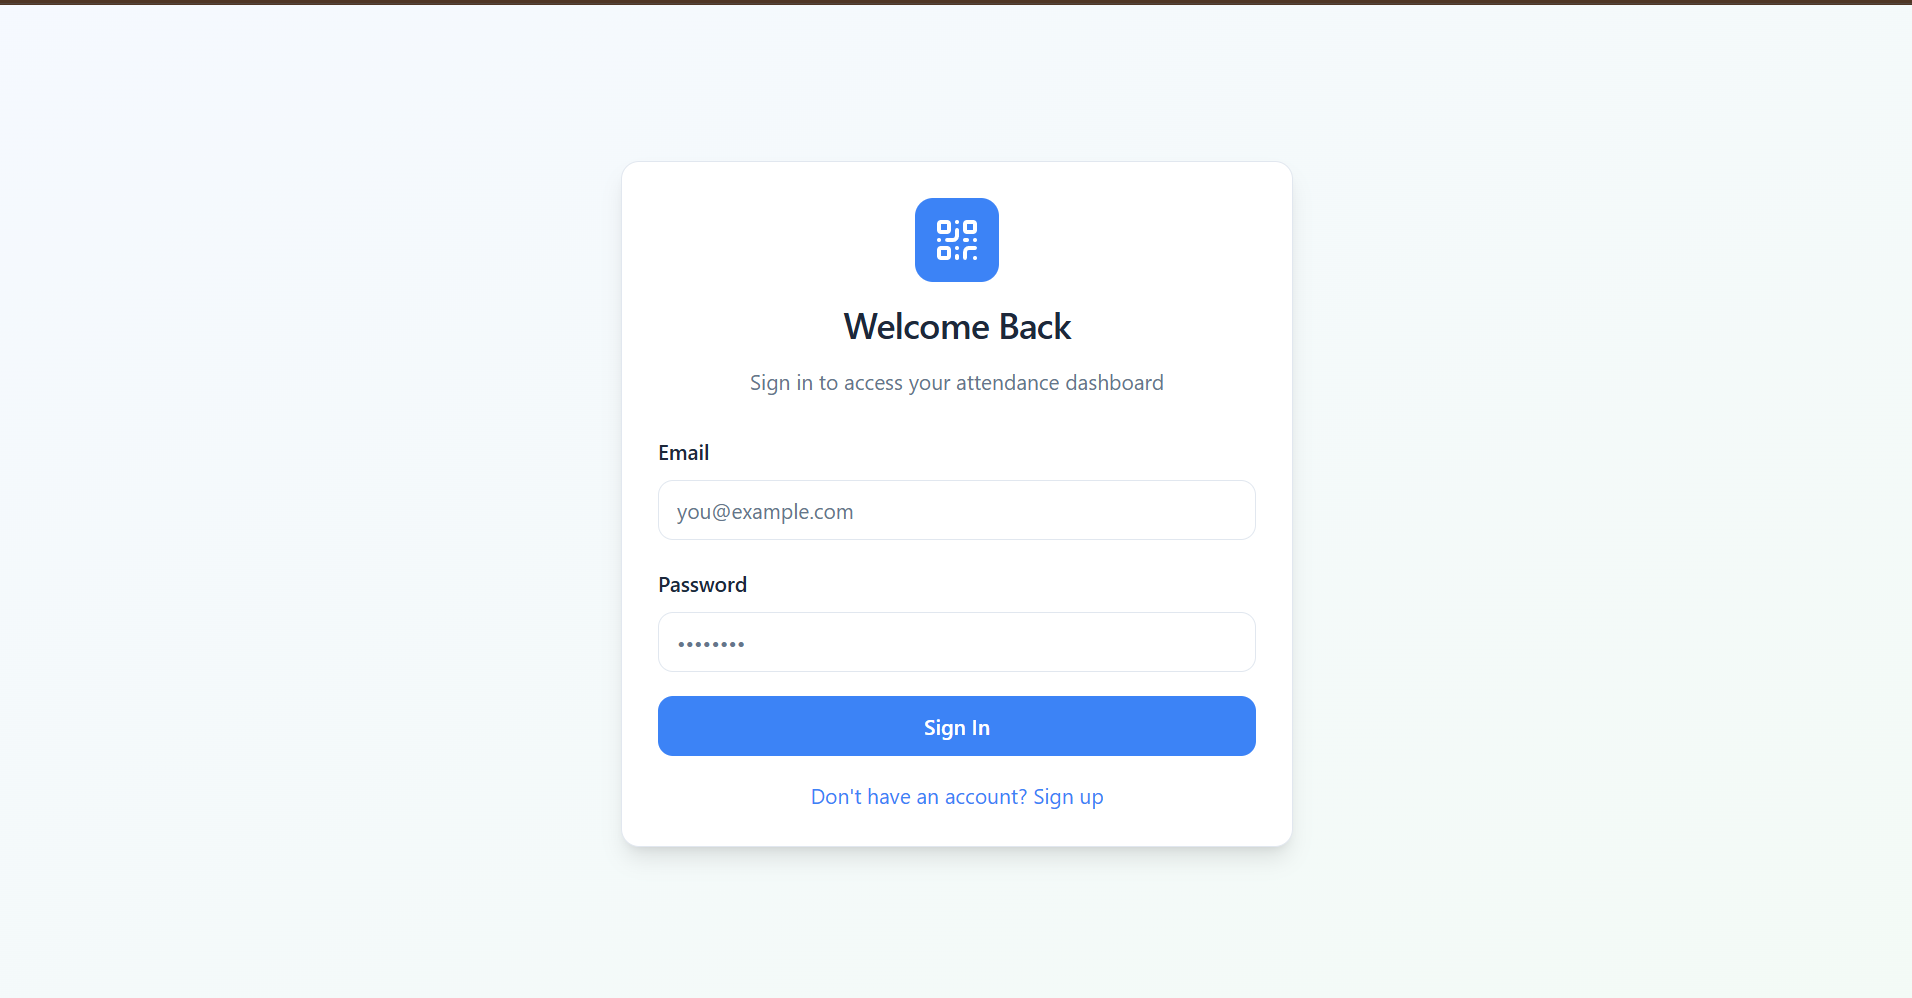 Welcome Back
Sign in to access your attendance dashboard
Email
you@example.com
Password
••••••••
Sign In
Don't have an account? Sign up